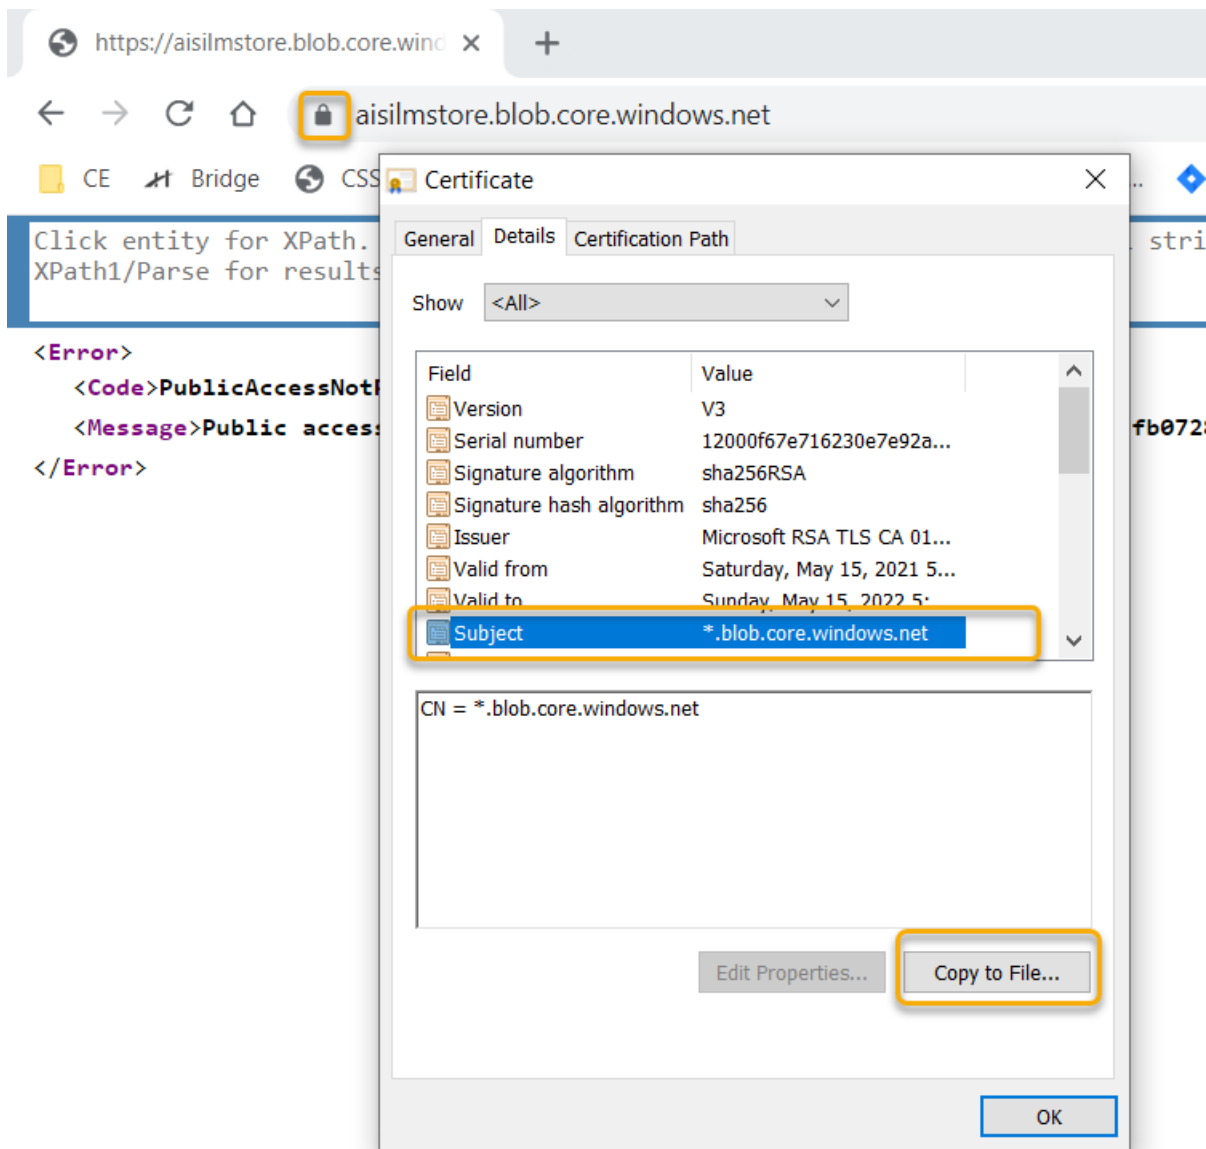 https://aisilmstore.blob.core.wind
aisilmstore.blob.core.windows.net
CE Bridge CSS ...
Click entity for XPath. stri
XPath1/Parse for results
<Error>
<Code>PublicAccessNot
<Message>Public access fb072
</Error>
Certificate
General Details Certification Path
Show <All>
Field Value
Version V3
Serial number 12000f67e716230e7e92a...
Signature algorithm sha256RSA
Signature hash algorithm sha256
Issuer Microsoft RSA TLS CA 01...
Valid from Saturday, May 15, 2021 5...
Valid to Sunday, May 15, 2022 5:
Subject *.blob.core.windows.net
CN = *.blob.core.windows.net
Edit Properties... Copy to File...
OK